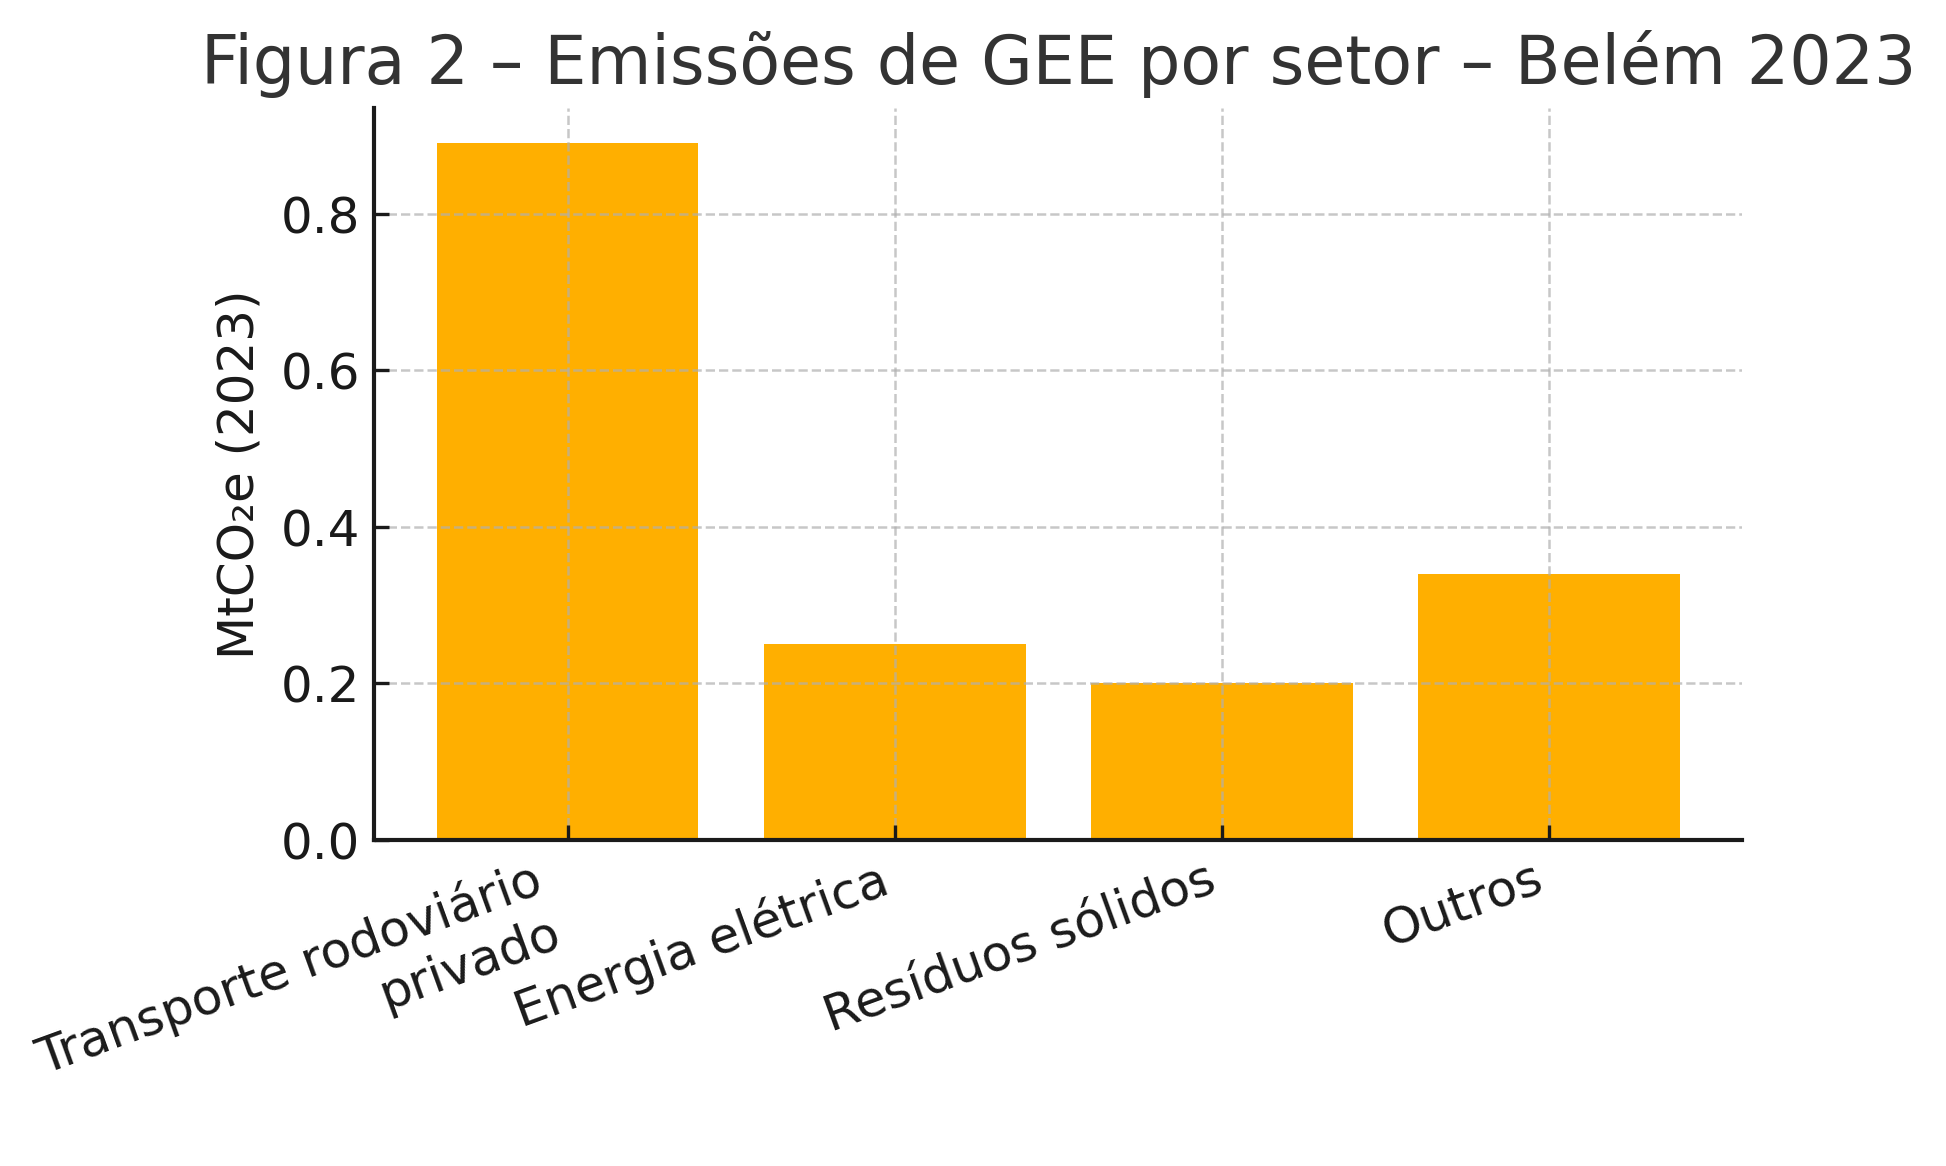 Figura 2 – Emissões de GEE por setor – Belém 2023
MtCO₂e (2023)
0.8
0.6
0.4
0.2
0.0
Transporte rodoviário
privado
Energia elétrica
Resíduos sólidos
Outros